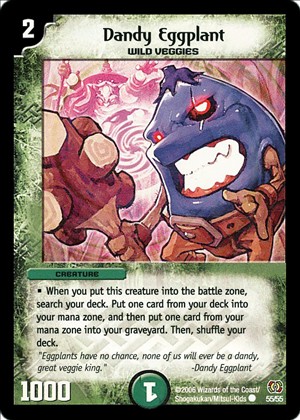 2
Dandy Eggplant
WILD VEGGIES
CREATURE
■ When you put this creature into the battle zone,
search your deck. Put one card from your deck into
your mana zone, and then put one card from your
mana zone into your graveyard. Then, shuffle your
deck.
"Eggplants have no chance, none of us will ever be a dandy,
great veggie king." -Dandy Eggplant
1000
1
©2006 Wizards of the Coast/
Shogakukan/Mitsui-Kids
55/55